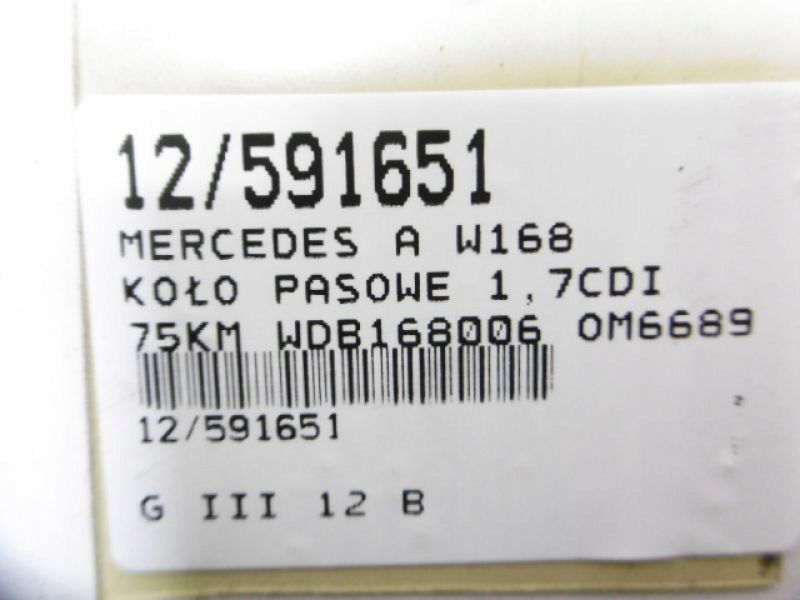 12/591651
MERCEDES A W168
KOŁO PASOWE 1,7CDI
75KM WDB168006 OM6689
12/591651
G III 12 B